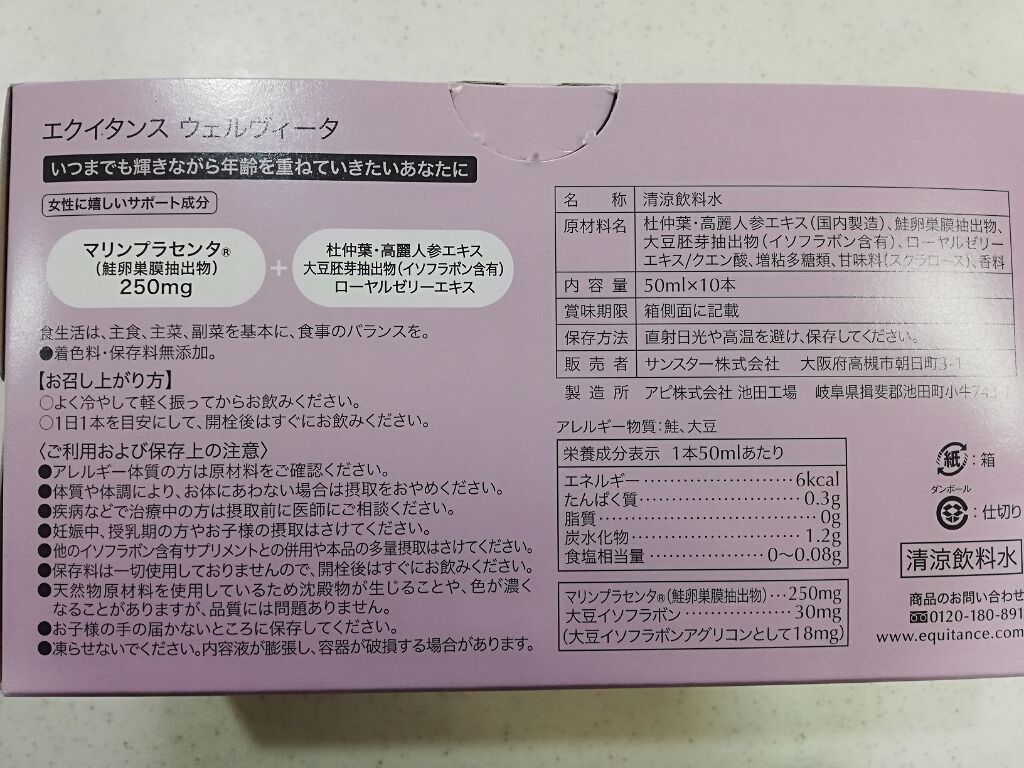 エクイタンス ウェルヴィータ
いつまでも輝きながら年齢を重ねていきたいあなたに
女性に嬉しいサポート成分
マリンプラセンタ®
(鮭卵巣膜抽出物)
250mg
+
杜仲葉・高麗人参エキス
大豆胚芽抽出物(イソフラボン含有)
ローヤルゼリーエキス
食生活は、主食、主菜、副菜を基本に、食事のバランスを。
●着色料・保存料無添加。
【お召し上がり方】
○よく冷やして軽く振ってからお飲みください。
○1日1本を目安にして、開栓後はすぐにお飲みください。
〈ご利用および保存上の注意〉
●アレルギー体質の方は原材料をご確認ください。
●体質や体調により、お体にあわない場合は摂取をおやめください。
●疾病などで治療中の方は摂取前に医師にご相談ください。
●妊娠中、授乳期の方やお子様の摂取はさけてください。
●他のイソフラボン含有サプリメントとの併用や本品の多量摂取はさけてください。
●保存料は一切使用しておりませんので、開栓後はすぐにお飲みください。
●天然物原材料を使用しているため沈殿物が生じることや、色が濃く
なることがありますが、品質には問題ありません。
●お子様の手の届かないところに保存してください。
●凍らせないでください。内容液が膨張し、容器が破損する場合があります。
名称 清涼飲料水
原材料名 杜仲葉・高麗人参エキス(国内製造)、鮭卵巣膜抽出物、
大豆胚芽抽出物(イソフラボン含有)、ローヤルゼリー
エキス/クエン酸、増粘多糖類、甘味料(スクラロース)、香料
内容量 50ml×10本
賞味期限 箱側面に記載
保存方法 直射日光や高温を避け、保存してください。
販売者 サンスター株式会社 大阪府高槻市朝日町3-1
製造所 アピ株式会社 池田工場 岐阜県揖斐郡池田町小牛743
アレルギー物質:鮭、大豆
栄養成分表示 1本50mlあたり
エネルギー……………………6kcal
たんぱく質……………………0.3g
脂質……………………………0g
炭水化物………………………1.2g
食塩相当量………………0〜0.08g
マリンプラセンタ®(鮭卵巣膜抽出物)…250mg
大豆イソフラボン……………30mg
(大豆イソフラボンアグリコンとして18mg)
紙:箱
ダンボール
:仕切り
清涼飲料水
商品のお問い合わせ
0120-180-891
www.equitance.com